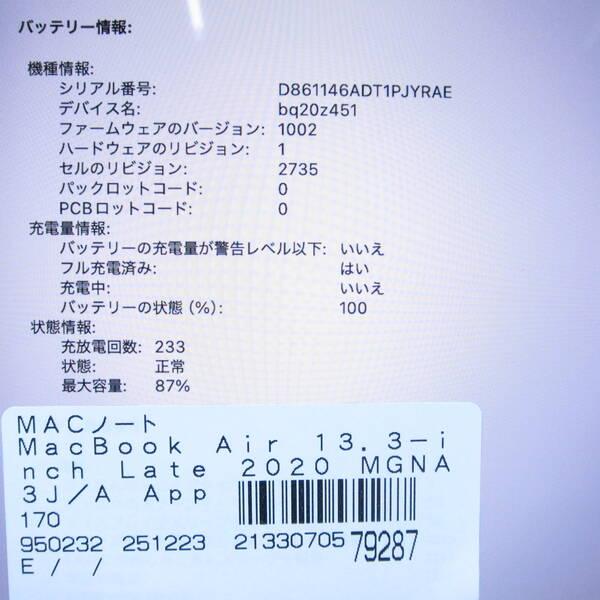 バッテリー情報:
機種情報:
シリアル番号: D861146ADT1PJYRAE
デバイス名: bq20z451
ファームウェアのバージョン: 1002
ハードウェアのリビジョン: 1
セルのリビジョン: 2735
パックロットコード: 0
PCBロットコード: 0
充電量情報:
バッテリーの充電量が警告レベル以下: いいえ
フル充電済み: はい
充電中: いいえ
バッテリーの状態 (%): 100
状態情報:
充放電回数: 233
状態: 正常
最大容量: 87%
MACノート
MacBook Air 13.3-i
nch Late 2020 MGNA
3J/A App
170
950232 251223 21330705 79287
E/ /